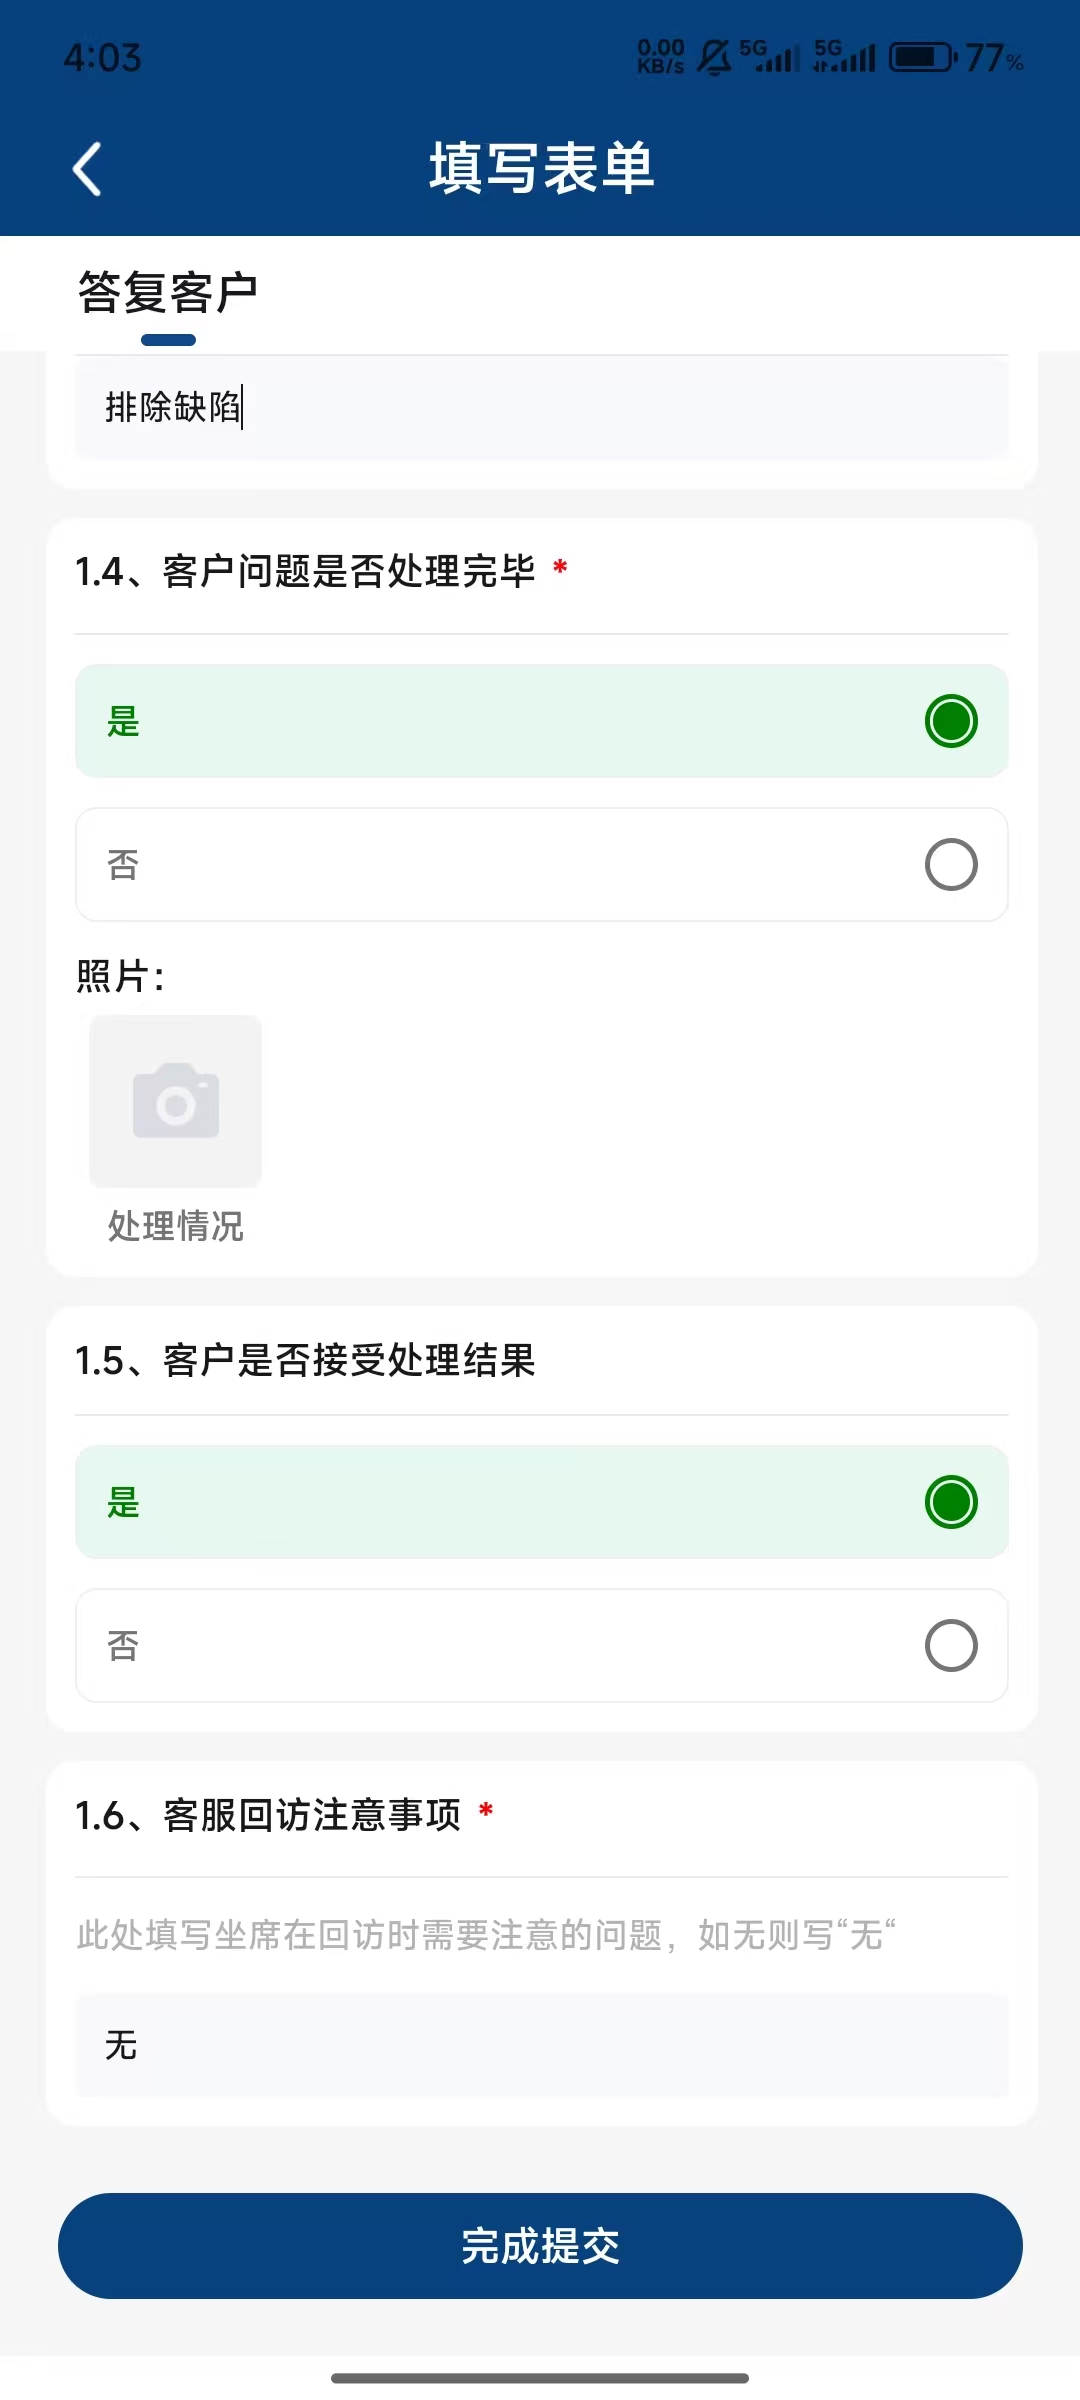 4:03
0.00
KB/s
5G
5G
77%
填写表单
答复客户
排除缺陷
1.4、客户问题是否处理完毕 *
是
否
照片：
处理情况
1.5、客户是否接受处理结果
是
否
1.6、客服回访注意事项 *
此处填写坐席在回访时需要注意的问题，如无则写“无“
无
完成提交